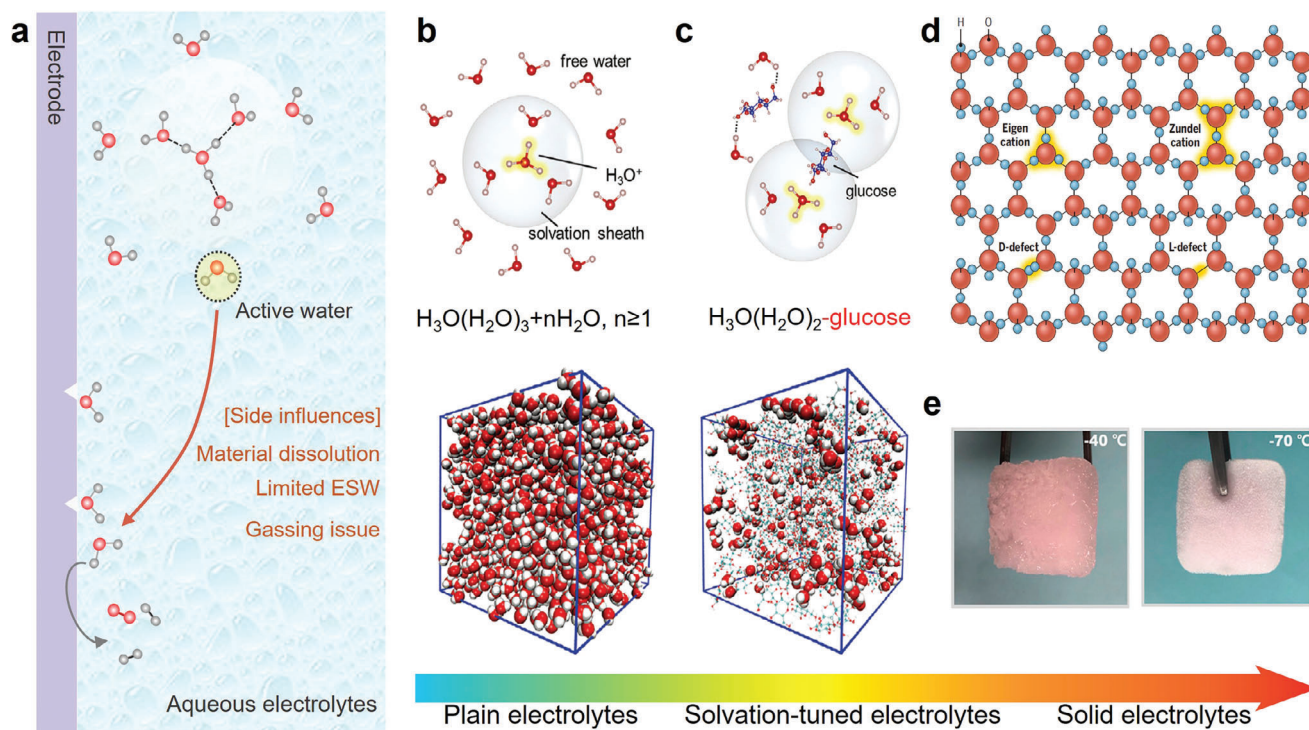 a
Electrode
Active water
[Side influences]
Material dissolution
Limited ESW
Gassing issue
Aqueous electrolytes
b
free water
H₃O⁺
solvation sheath
H₃O(H₂O)₃+nH₂O, n≥1
c
glucose
H₃O(H₂O)₂-glucose
d
H O
Eigen
cation
Zundel
cation
D-defect
L-defect
e
-40 ℃
-70 ℃
Plain electrolytes
Solvation-tuned electrolytes
Solid electrolytes